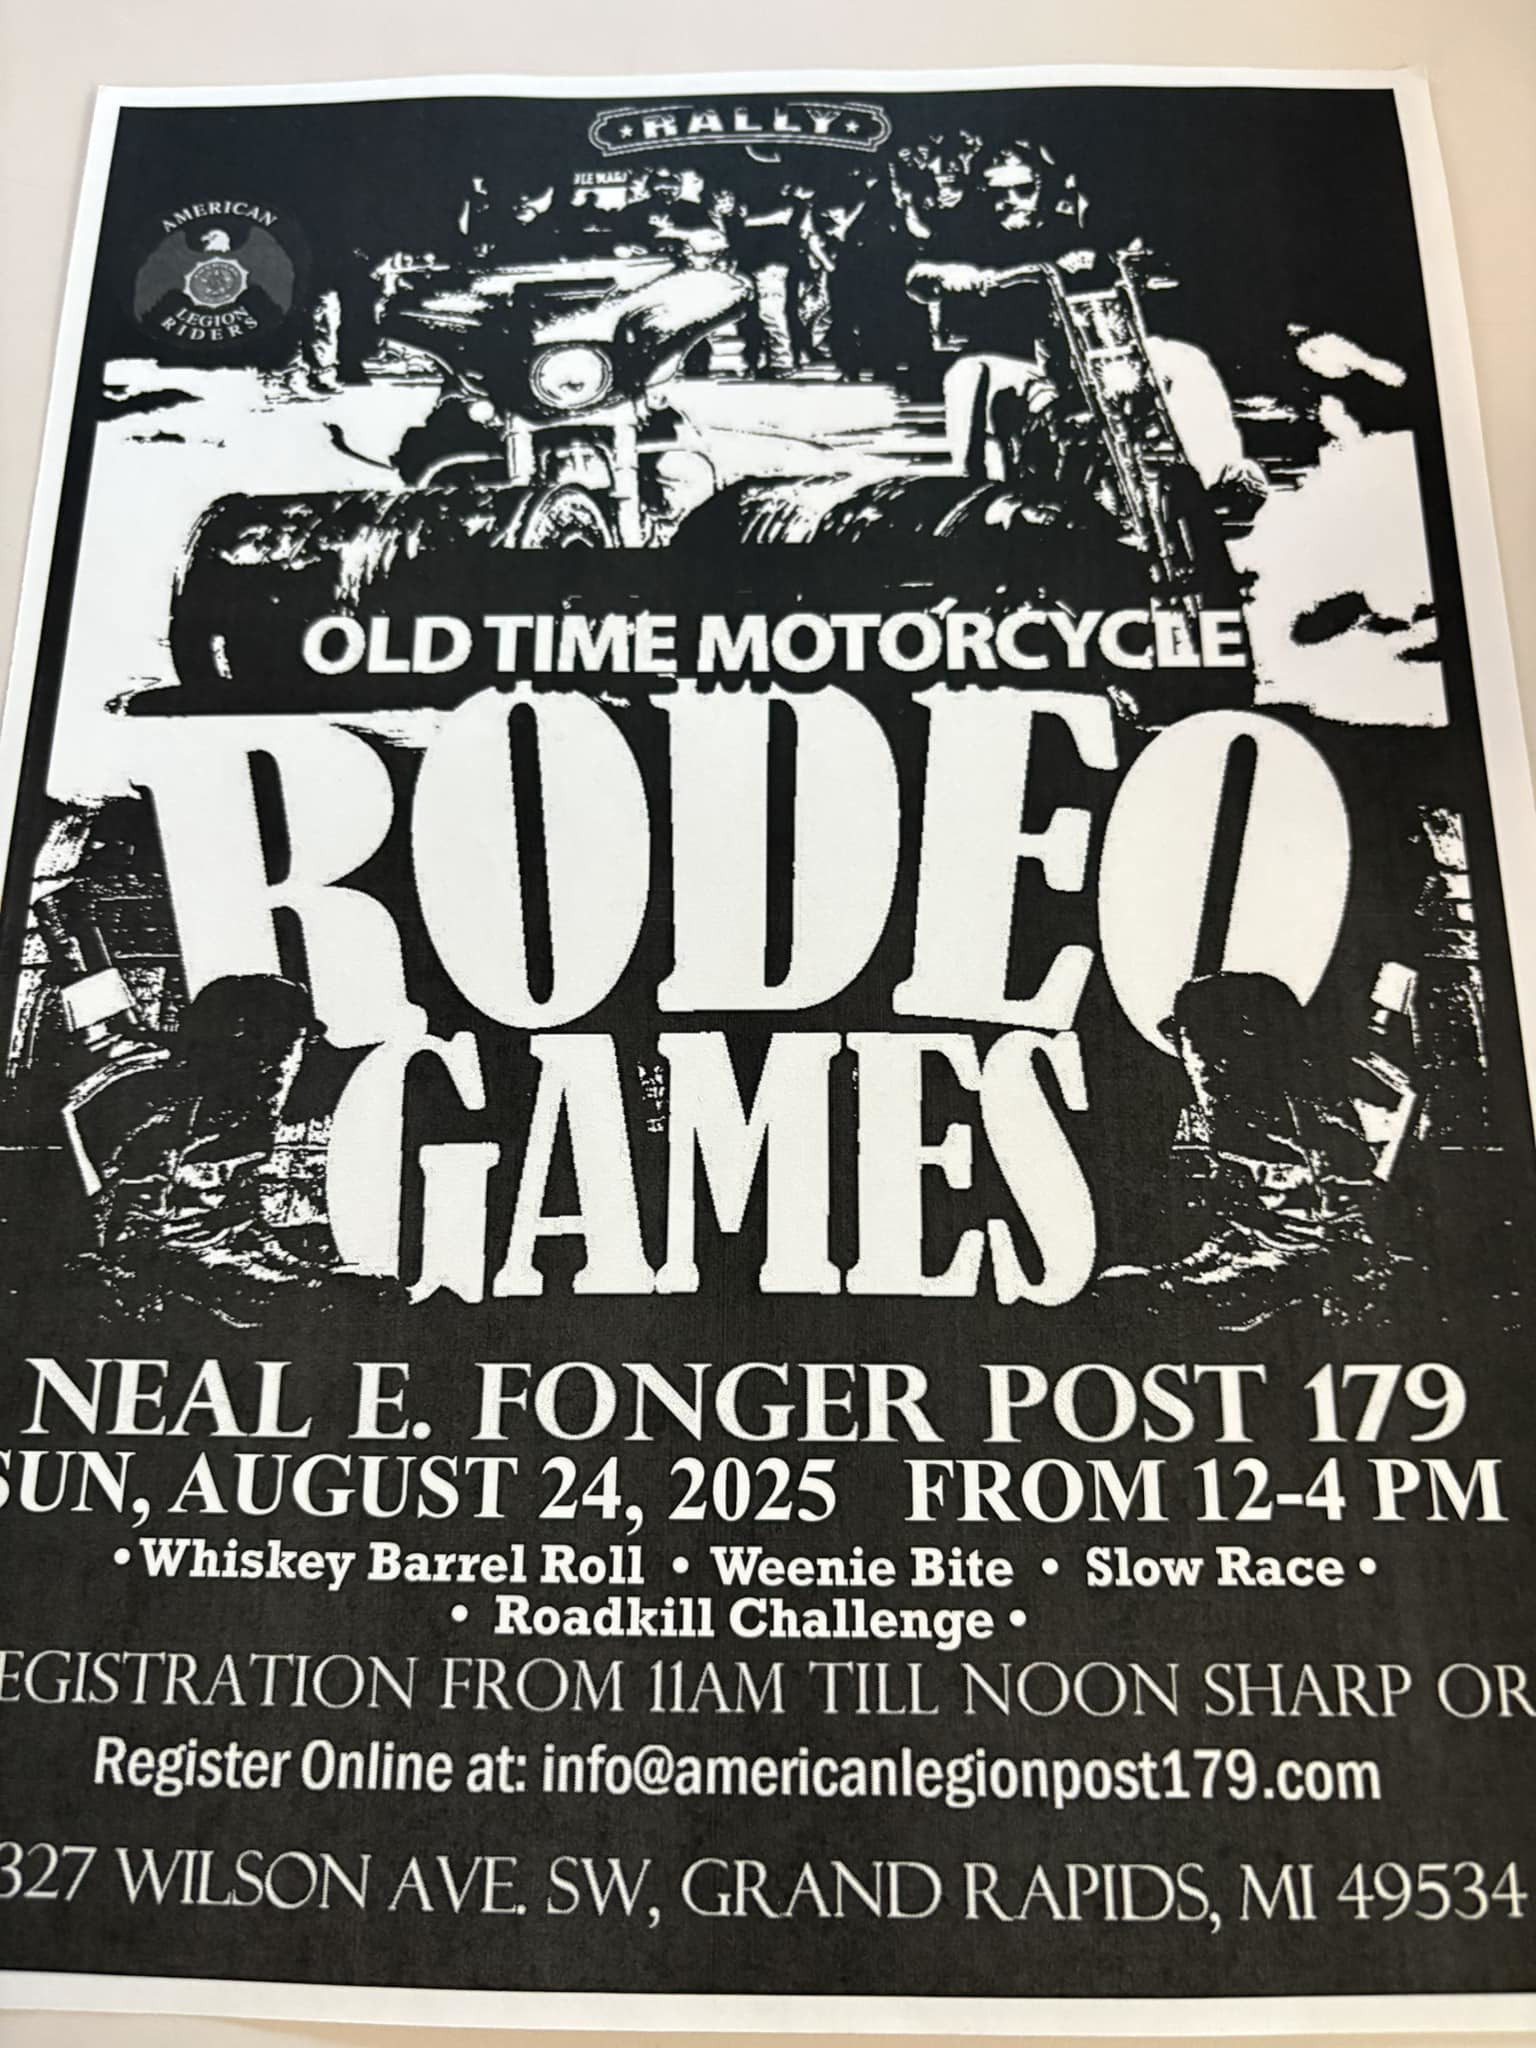 RALLY
AMERICAN
LEGION
RIDERS
OLD TIME MOTORCYCLE
RODEO
GAMES
NEAL E. FONGER POST 179
SUN, AUGUST 24, 2025 FROM 12-4 PM
• Whiskey Barrel Roll • Weenie Bite • Slow Race •
• Roadkill Challenge •
EGISTRATION FROM 11AM TILL NOON SHARP OR
Register Online at: info@americanlegionpost179.com
327 WILSON AVE. SW, GRAND RAPIDS, MI 49534